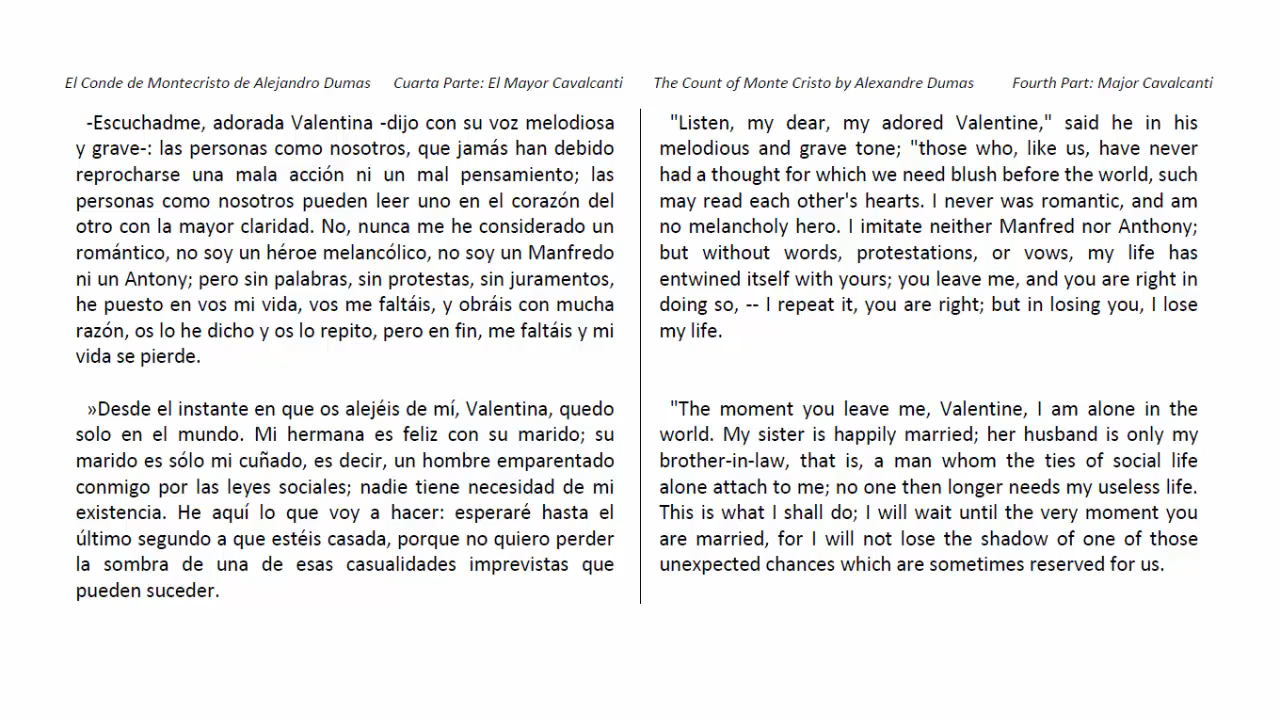 El Conde de Montecristo de Alejandro Dumas Cuarta Parte: El Mayor Cavalcanti
-Escuchadme, adorada Valentina -dijo con su voz melodiosa
y grave-: las personas como nosotros, que jamás han debido
reprocharse una mala acción ni un mal pensamiento; las
personas como nosotros pueden leer uno en el corazón del
otro con la mayor claridad. No, nunca me he considerado un
romántico, no soy un héroe melancólico, no soy un Manfredo
ni un Antony; pero sin palabras, sin protestas, sin juramentos,
he puesto en vos mi vida, vos me faltáis, y obráis con mucha
razón, os lo he dicho y os lo repito, pero en fin, me faltáis y mi
vida se pierde.
»Desde el instante en que os alejéis de mí, Valentina, quedo
solo en el mundo. Mi hermana es feliz con su marido; su
marido es sólo mi cuñado, es decir, un hombre emparentado
conmigo por las leyes sociales; nadie tiene necesidad de mi
existencia. He aquí lo que voy a hacer: esperaré hasta el
último segundo a que estéis casada, porque no quiero perder
la sombra de una de esas casualidades imprevistas que
pueden suceder.
The Count of Monte Cristo by Alexandre Dumas Fourth Part: Major Cavalcanti
"Listen, my dear, my adored Valentine," said he in his
melodious and grave tone; "those who, like us, have never
had a thought for which we need blush before the world, such
may read each other's hearts. I never was romantic, and am
no melancholy hero. I imitate neither Manfred nor Anthony;
but without words, protestations, or vows, my life has
entwined itself with yours; you leave me, and you are right in
doing so, -- I repeat it, you are right; but in losing you, I lose
my life.
"The moment you leave me, Valentine, I am alone in the
world. My sister is happily married; her husband is only my
brother-in-law, that is, a man whom the ties of social life
alone attach to me; no one then longer needs my useless life.
This is what I shall do; I will wait until the very moment you
are married, for I will not lose the shadow of one of those
unexpected chances which are sometimes reserved for us.